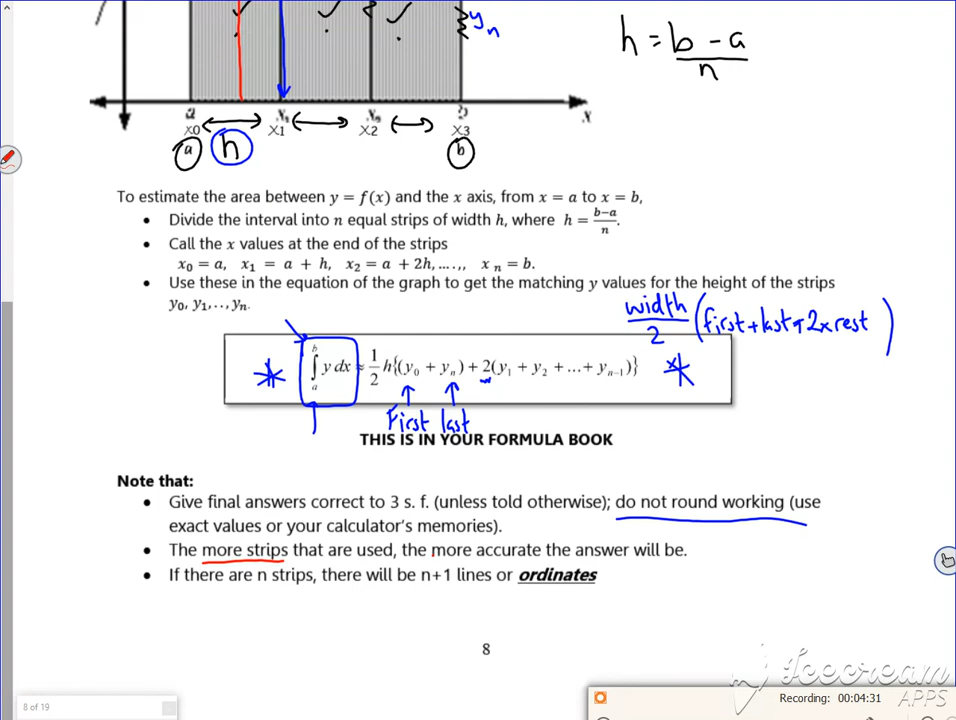 yn
h = b - a
n
a x1 x2 b x
X0 X1 X2 X3
a h b
To estimate the area between y = f(x) and the x axis, from x = a to x = b,
• Divide the interval into n equal strips of width h, where h = b−a/n.
• Call the x values at the end of the strips
x0 = a, x1 = a + h, x2 = a + 2h, …..,, x n = b.
• Use these in the equation of the graph to get the matching y values for the height of the strips
y0, y1,..., yn.
width/2 (first + last + 2 x rest)
∫ab y dx ≈ 1/2 h{(y0 + yn) + 2(y1 + y2 + ... + yn−1)}
First last
THIS IS IN YOUR FORMULA BOOK
Note that:
• Give final answers correct to 3 s. f. (unless told otherwise); do not round working (use
exact values or your calculator's memories).
• The more strips that are used, the more accurate the answer will be.
• If there are n strips, there will be n+1 lines or ordinates
8
8 of 19
Icecream
APPS
Recording: 00:04:31